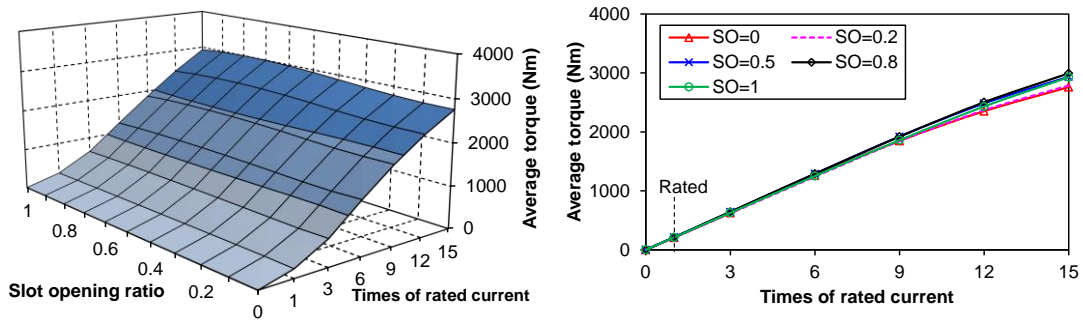 4000
3000
2000
1000
0
Average torque (Nm)
1
0.8
0.6
0.4
0.2
0
Slot opening ratio
1
3
6
9
12
15
Times of rated current
4000
3000
2000
1000
0
Average torque (Nm)
SO=0
SO=0.2
SO=0.5
SO=0.8
SO=1
Rated
0
3
6
9
12
15
Times of rated current